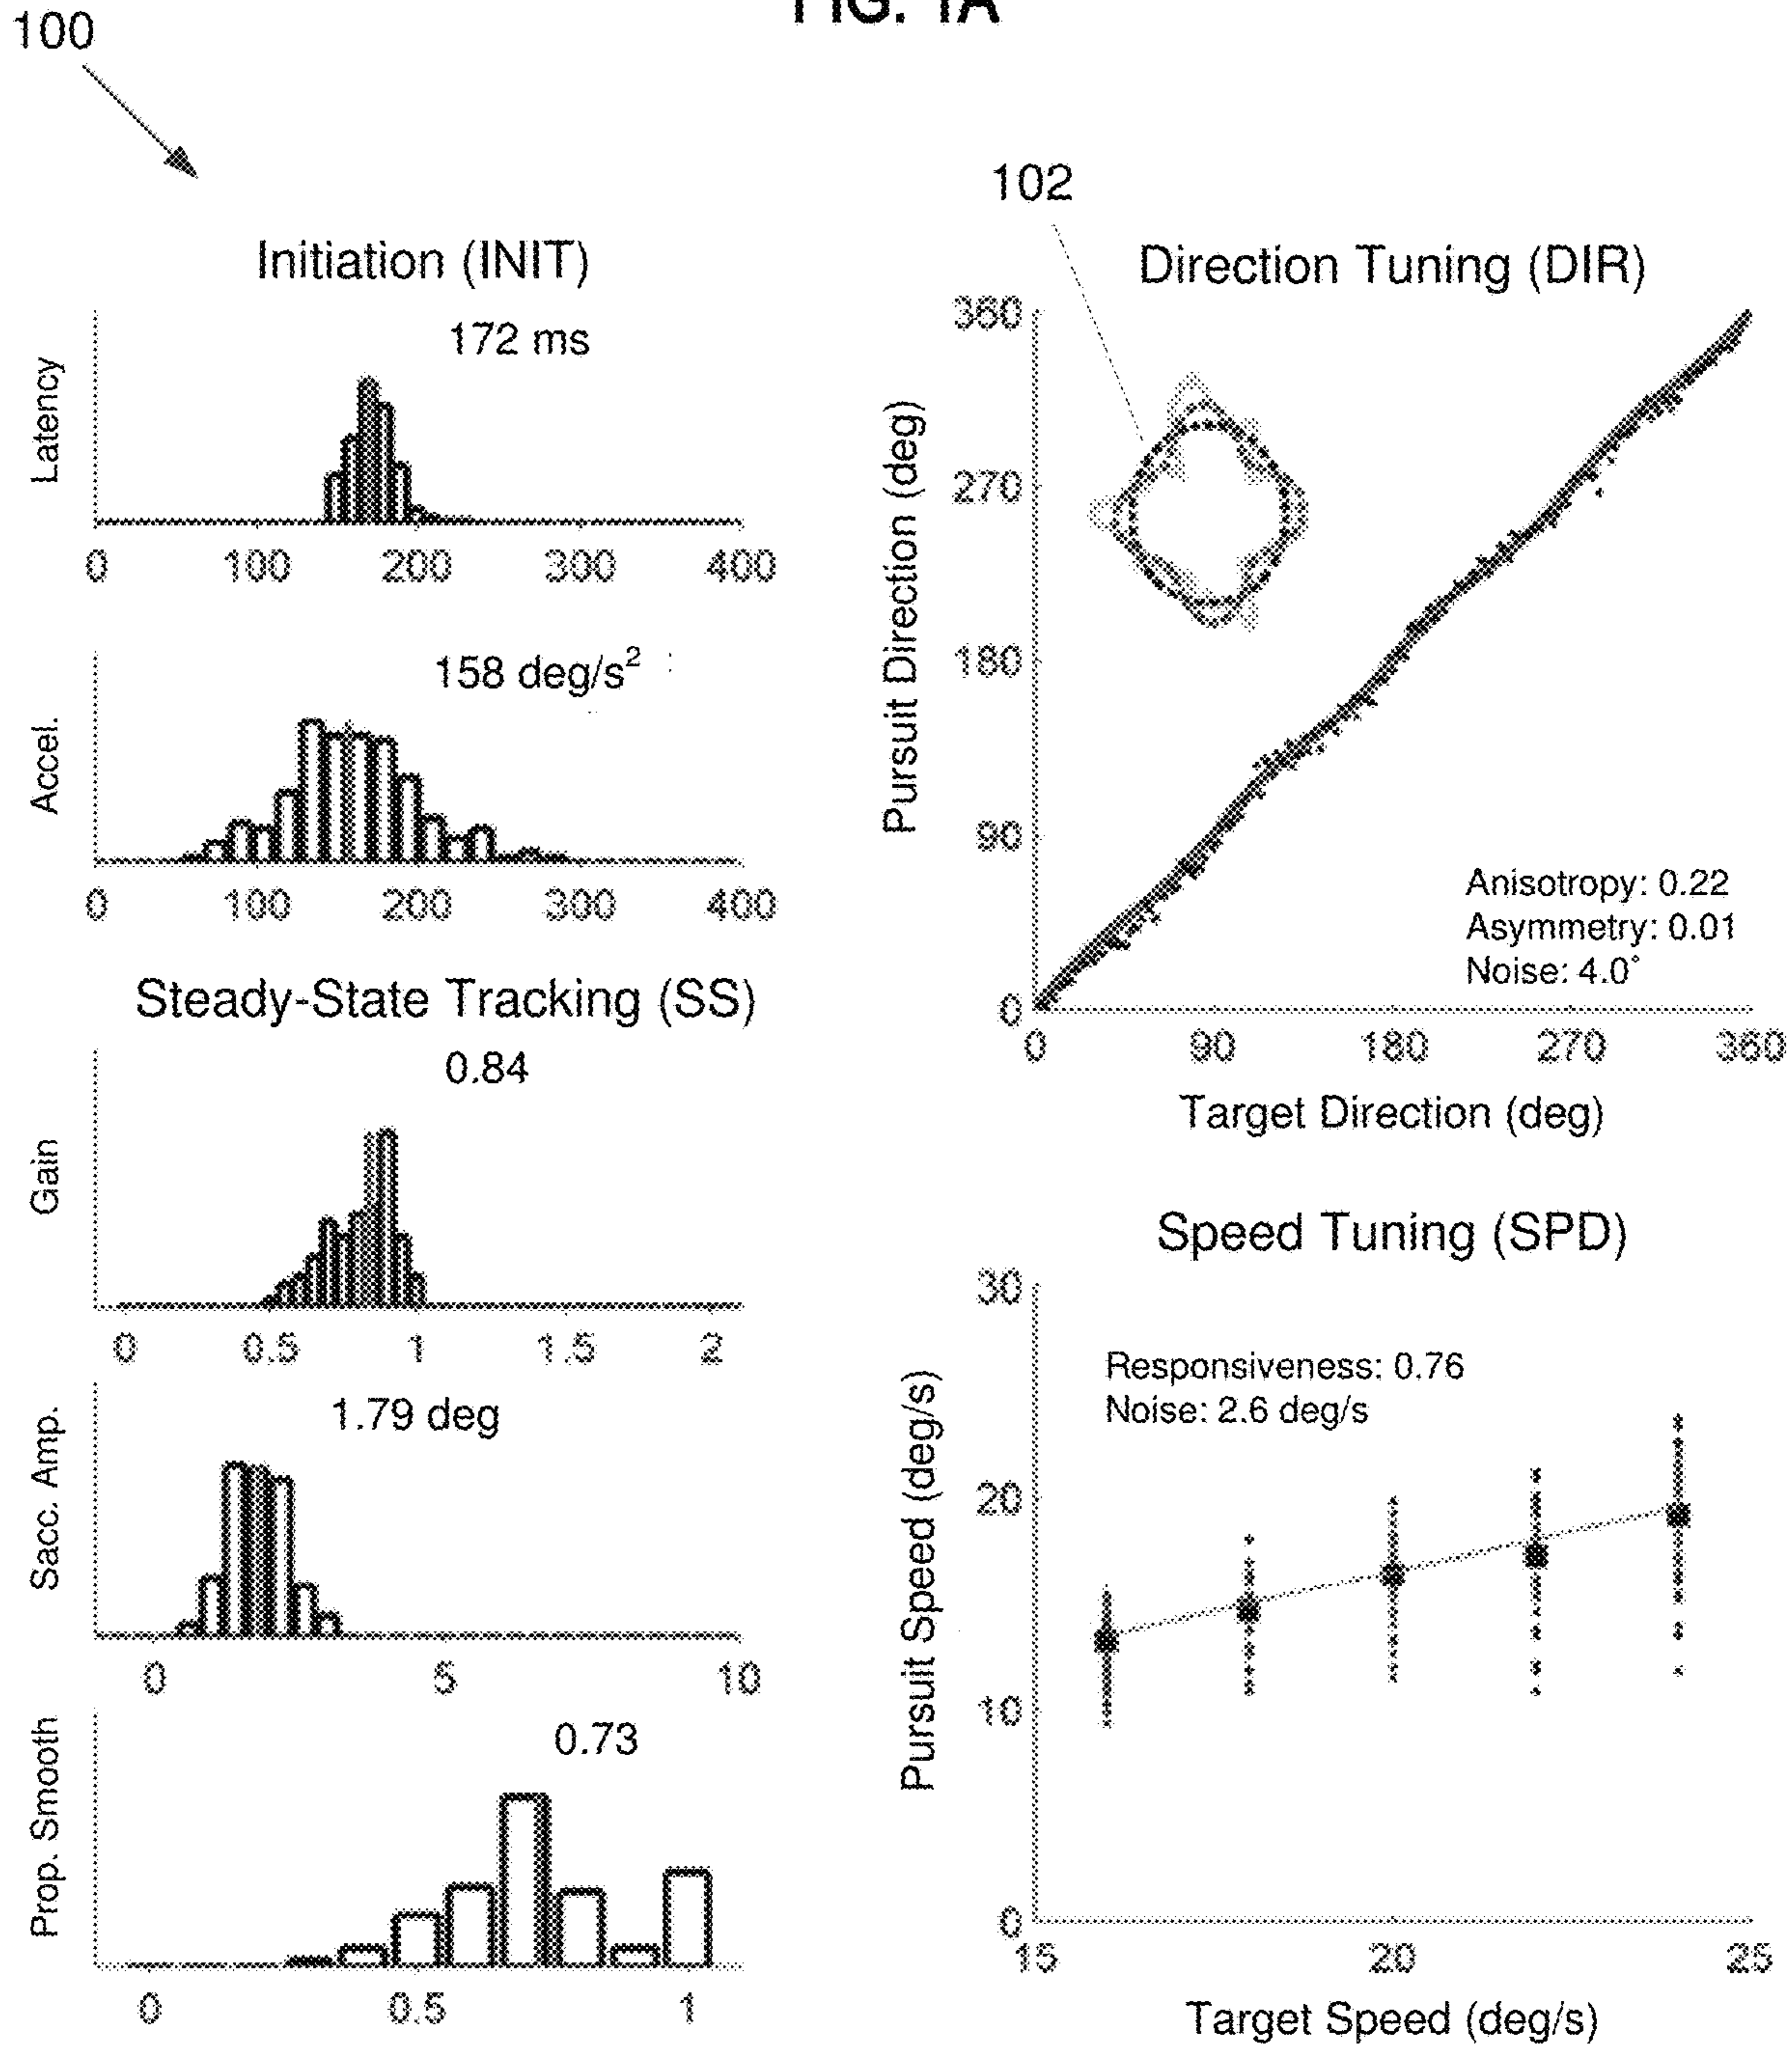 FIG. 1A
100
102
Initiation (INIT)
172 ms
Latency
0 100 200 300 400
158 deg/s²
Accel.
0 100 200 300 400
Steady-State Tracking (SS)
0.84
Gain
0 0.5 1 1.5 2
1.79 deg
Sacc. Amp.
0 5 10
0.73
Prop. Smooth
0 0.5 1
Direction Tuning (DIR)
360
270
180
90
0
Pursuit Direction (deg)
Anisotropy: 0.22
Asymmetry: 0.01
Noise: 4.0°
0 90 180 270 360
Target Direction (deg)
Speed Tuning (SPD)
30
20
10
0
Pursuit Speed (deg/s)
Responsiveness: 0.76
Noise: 2.6 deg/s
15 20 25
Target Speed (deg/s)